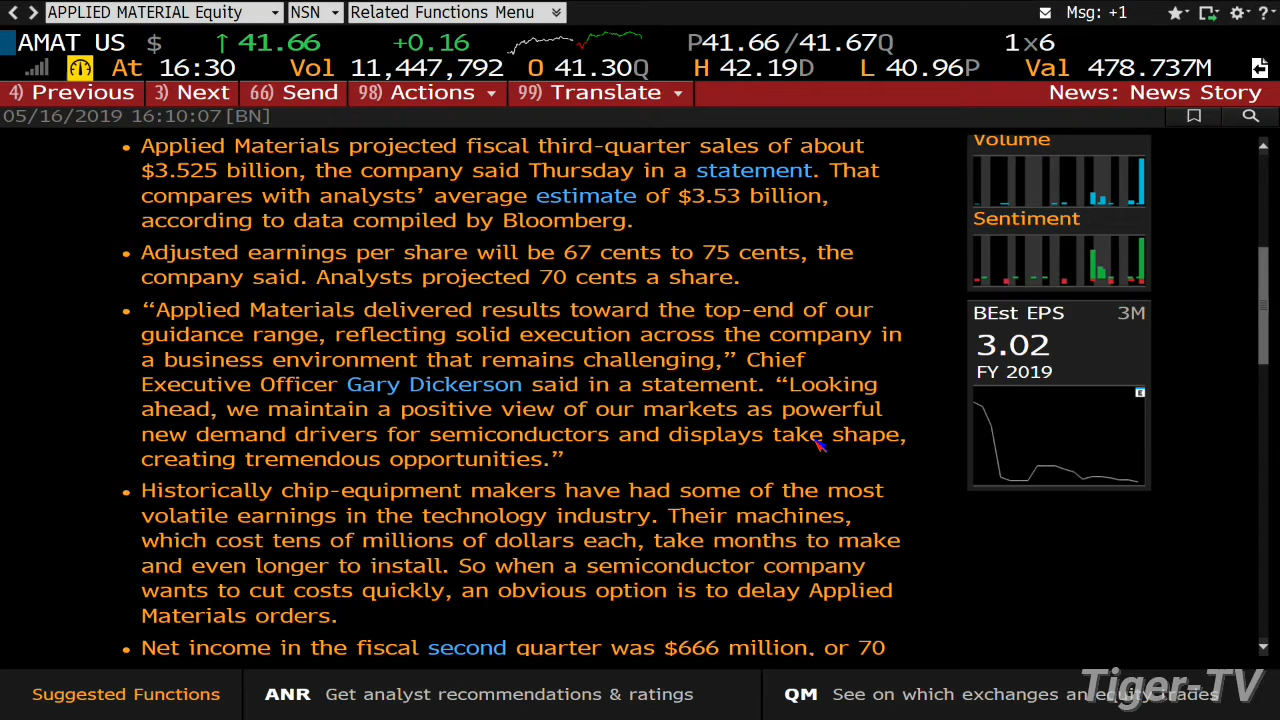 APPLIED MATERIAL Equity NSN Related Functions Menu Msg: +1
AMAT US $ ↑ 41.66 +0.16 P41.66 /41.67Q 1x6
At 16:30 Vol 11,447,792 O 41.30Q H 42.19D L 40.96P Val 478.737M
4) Previous 3) Next 66) Send 98) Actions 99) Translate News: News Story
05/16/2019 16:10:07 [BN]
• Applied Materials projected fiscal third-quarter sales of about
$3.525 billion, the company said Thursday in a statement. That
compares with analysts’ average estimate of $3.53 billion,
according to data compiled by Bloomberg.
• Adjusted earnings per share will be 67 cents to 75 cents, the
company said. Analysts projected 70 cents a share.
• “Applied Materials delivered results toward the top-end of our
guidance range, reflecting solid execution across the company in
a business environment that remains challenging,” Chief
Executive Officer Gary Dickerson said in a statement. “Looking
ahead, we maintain a positive view of our markets as powerful
new demand drivers for semiconductors and displays take shape,
creating tremendous opportunities.”
• Historically chip-equipment makers have had some of the most
volatile earnings in the technology industry. Their machines,
which cost tens of millions of dollars each, take months to make
and even longer to install. So when a semiconductor company
wants to cut costs quickly, an obvious option is to delay Applied
Materials orders.
• Net income in the fiscal second quarter was $666 million, or 70
Volume
Sentiment
BEst EPS 3M
3.02
FY 2019
E
Suggested Functions ANR Get analyst recommendations & ratings QM See on which exchanges an equity trades
Tiger-TV